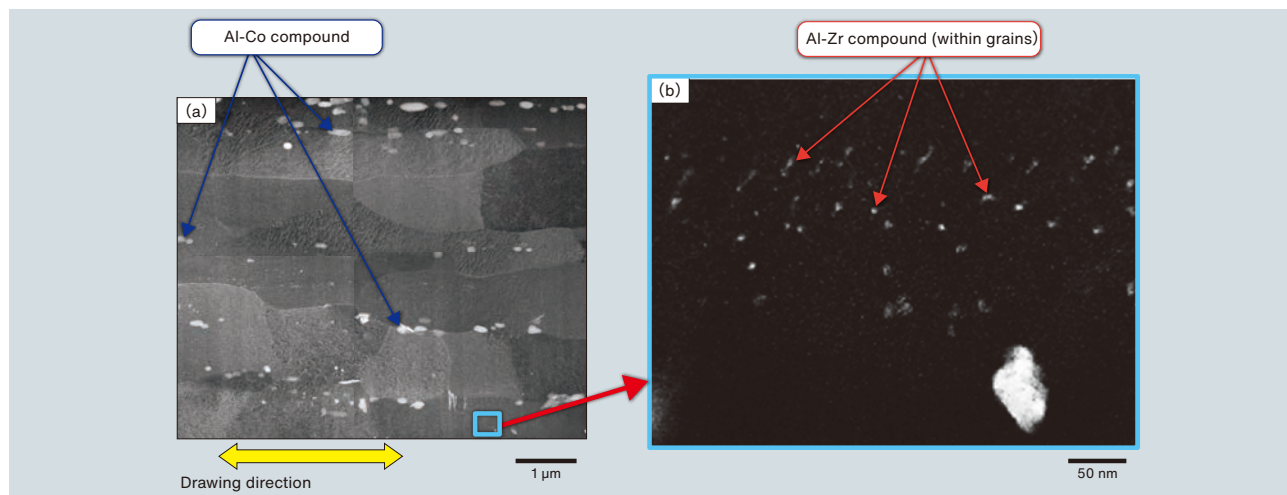 Al-Co compound
Al-Zr compound (within grains)
(a)
(b)
Drawing direction
1 μm
50 nm